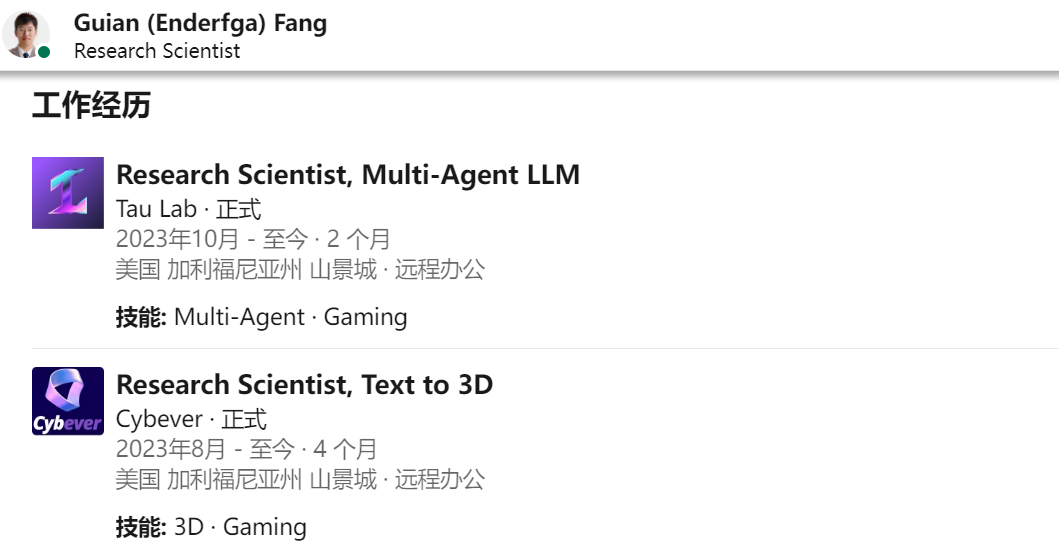 Guian (Enderfga) Fang
Research Scientist
工作经历
Research Scientist, Multi-Agent LLM
Tau Lab · 正式
2023年10月 - 至今 · 2 个月
美国 加利福尼亚州 山景城 · 远程办公
技能: Multi-Agent · Gaming
Research Scientist, Text to 3D
Cybever
Cybever · 正式
2023年8月 - 至今 · 4 个月
美国 加利福尼亚州 山景城 · 远程办公
技能: 3D · Gaming